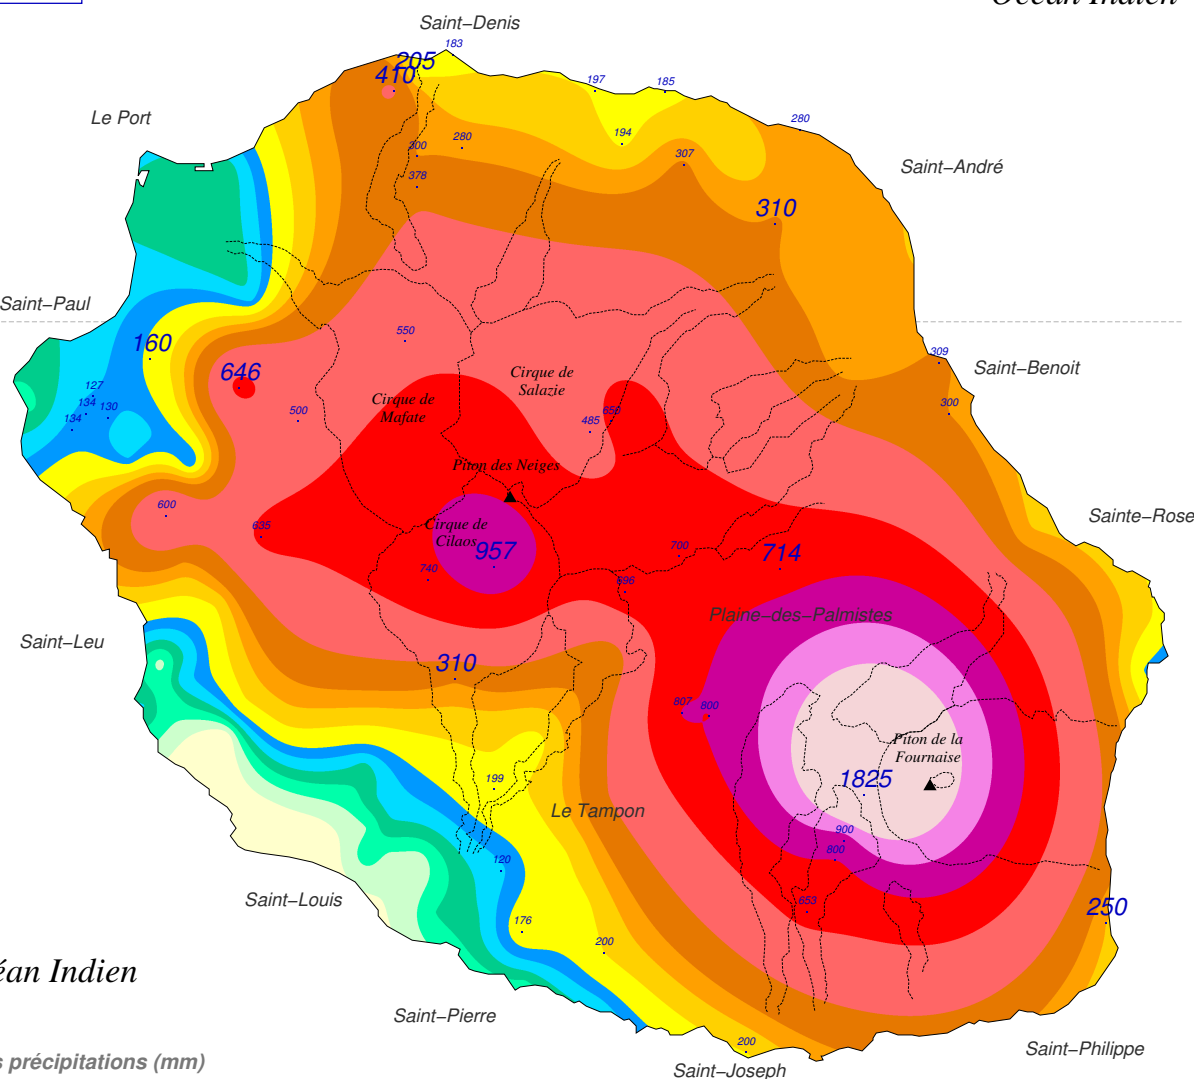 Océan Indien
Saint–Denis
183
205
410
197
185
Le Port
280
194
300
280
307
Saint–André
378
310
Saint–Paul
550
160
309
646
Cirque de
Salazie
Saint–Benoit
127
134
130
134
Cirque de
Mafate
500
485
650
300
Piton des Neiges
600
635
Cirque de
Cilaos
957
740
700
714
Sainte–Rose
696
Plaine–des–Palmistes
Saint–Leu
310
807
800
Piton de la
Fournaise
199
1825
Le Tampon
900
800
120
Saint–Louis
653
250
176
200
éan Indien
Saint–Pierre
200
Saint–Joseph
Saint–Philippe
s précipitations (mm)